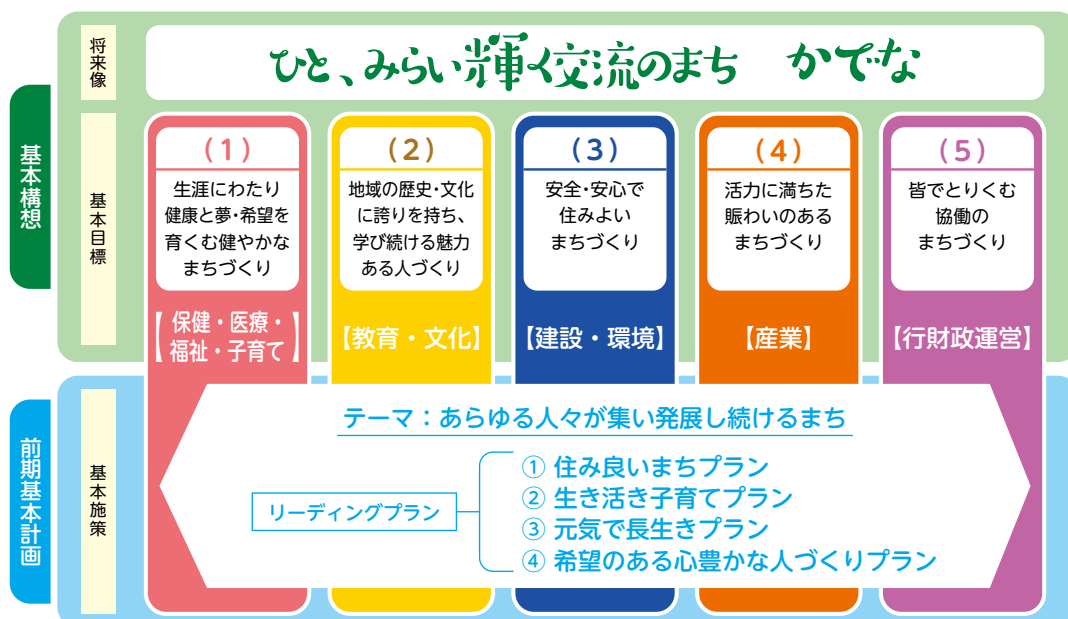 基本構想
将来像
ひと、みらい輝く交流のまち かでな
基本目標
(1)
生涯にわたり
健康と夢・希望を
育くむ健やかな
まちづくり
【保健・医療・
福祉・子育て】
(2)
地域の歴史・文化
に誇りを持ち、
学び続ける魅力
ある人づくり
【教育・文化】
(3)
安全・安心で
住みよい
まちづくり
【建設・環境】
(4)
活力に満ちた
賑わいのある
まちづくり
【産業】
(5)
皆でとりくむ
協働の
まちづくり
【行財政運営】
前期基本計画
基本施策
テーマ：あらゆる人々が集い発展し続けるまち
リーディングプラン
① 住み良いまちプラン
② 生き活き子育てプラン
③ 元気で長生きプラン
④ 希望のある心豊かな人づくりプラン